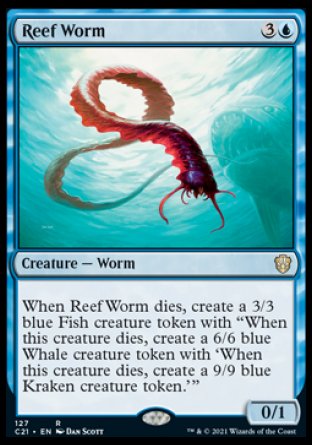 Reef Worm 3
Creature — Worm
When Reef Worm dies, create a 3/3
blue Fish creature token with “When
this creature dies, create a 6/6 blue
Whale creature token with ‘When
this creature dies, create a 9/9 blue
Kraken creature token.’”
0/1
127 R
C21 • EN DAN SCOTT
™ & © 2021 Wizards of the Coast